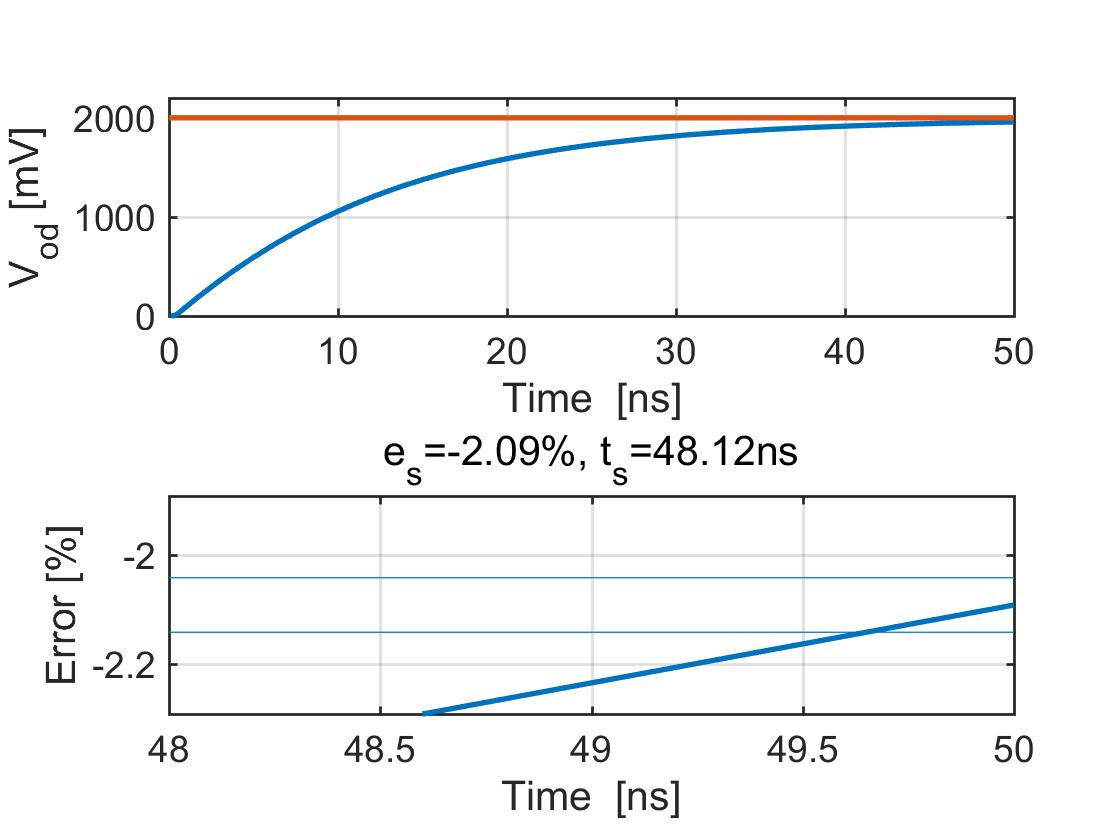 V_od [mV]
2000
1000
0
0 10 20 30 40 50
Time [ns]
e_s=-2.09%, t_s=48.12ns
Error [%]
-2
-2.2
48 48.5 49 49.5 50
Time [ns]